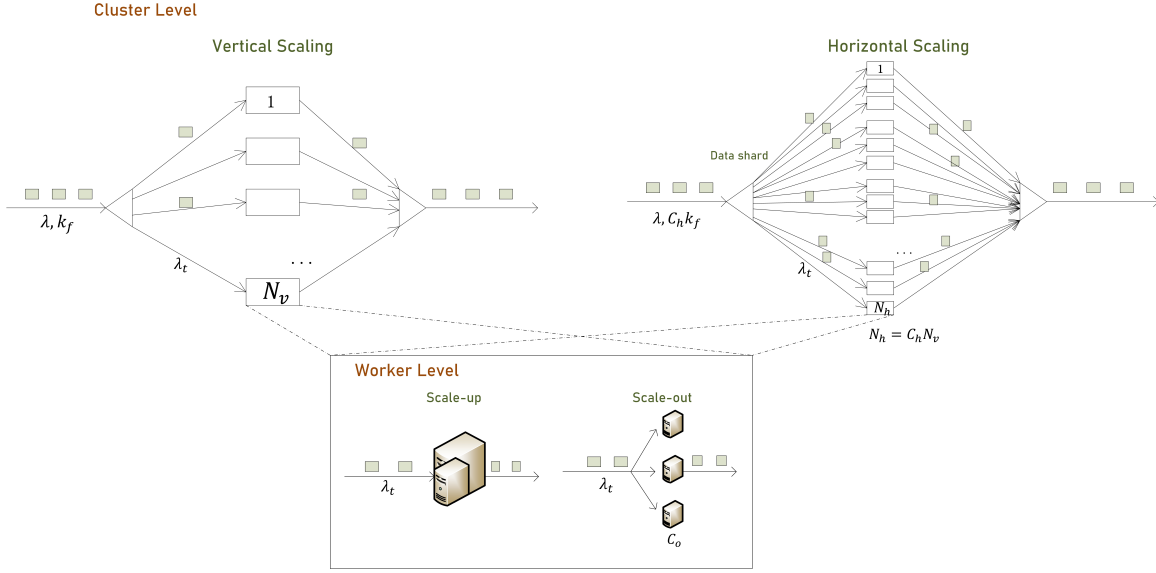 Cluster Level
Vertical Scaling
Horizontal Scaling
1
λ, k_f
λ_t
. . .
N_v
1
Data shard
λ, C_h k_f
λ_t
. . .
N_h
N_h = C_h N_v
Worker Level
Scale-up
Scale-out
λ_t
λ_t
C_o